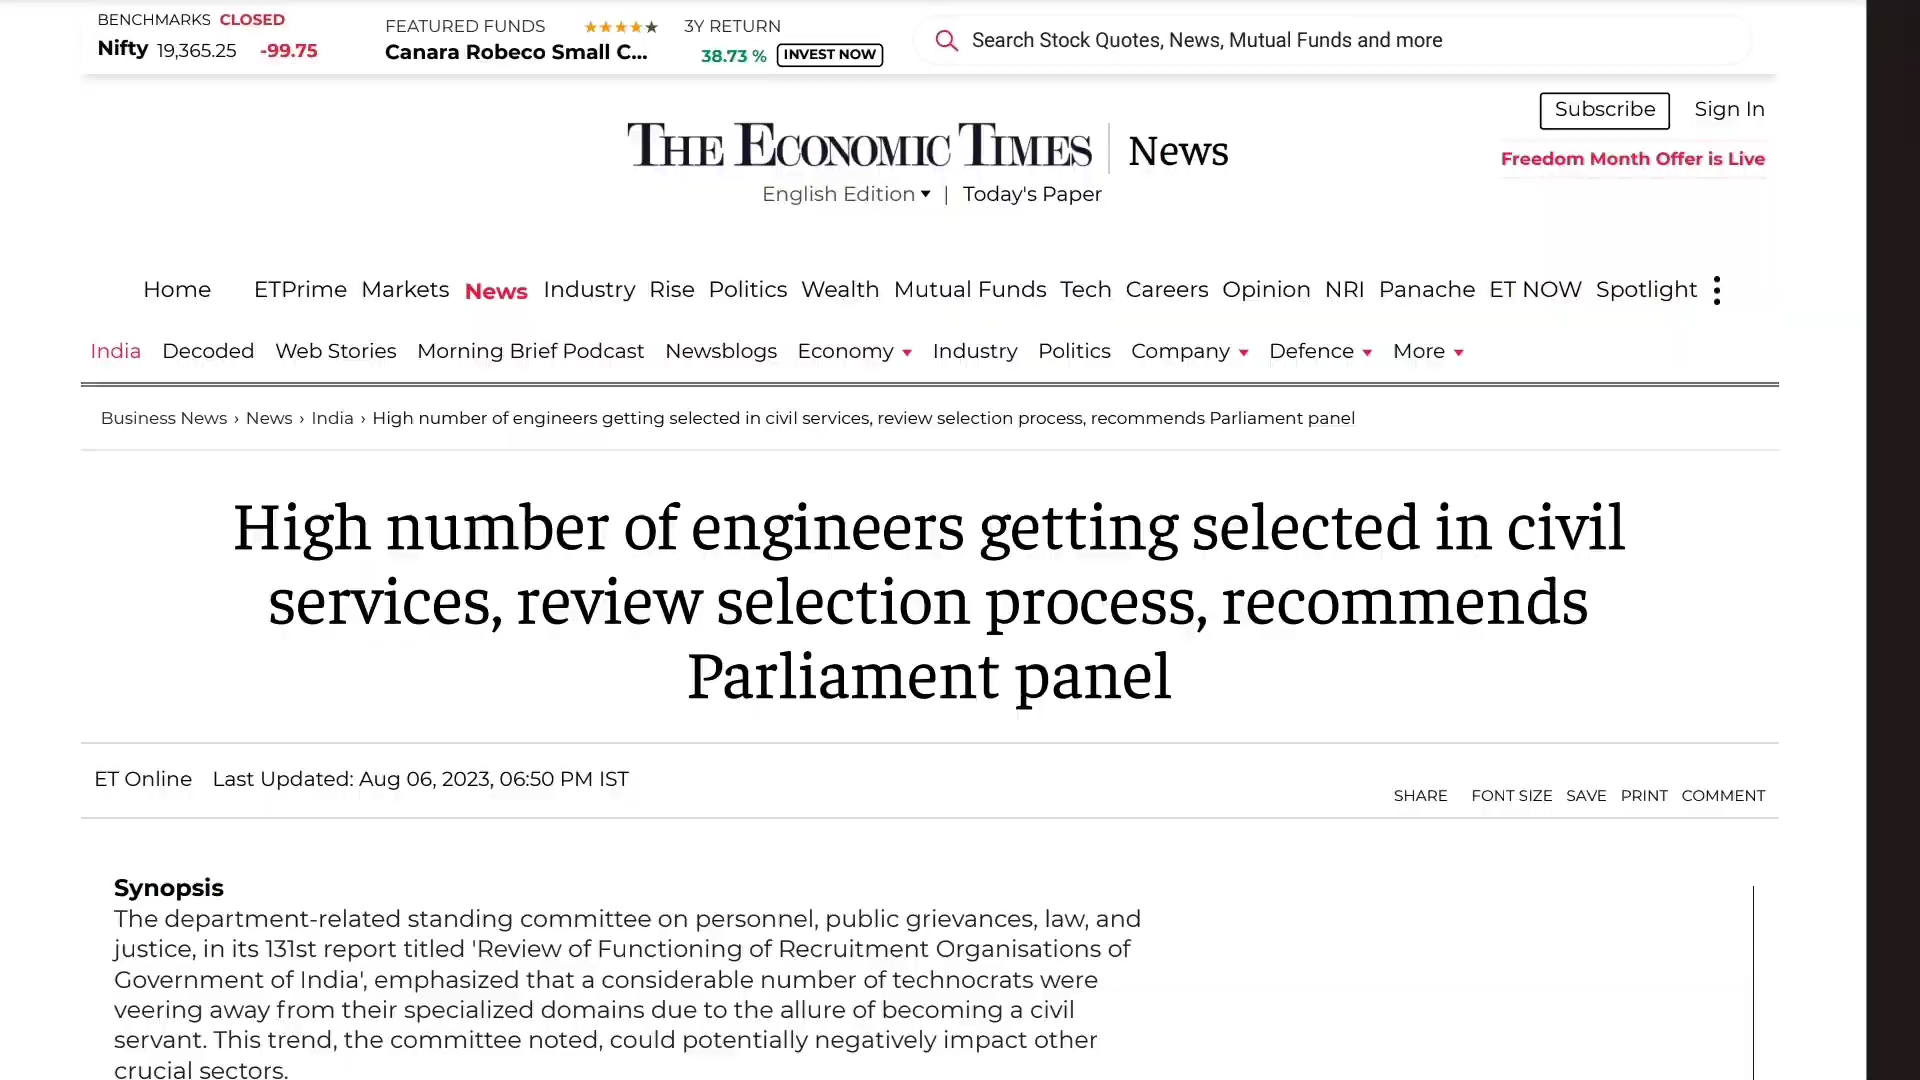 BENCHMARKS CLOSED
Nifty 19,365.25 -99.75
FEATURED FUNDS
Canara Robeco Small C...
3Y RETURN
38.73 % INVEST NOW
Search Stock Quotes, News, Mutual Funds and more
Subscribe Sign In
THE ECONOMIC TIMES News
Freedom Month Offer is Live
English Edition | Today's Paper
Home ETPrime Markets News Industry Rise Politics Wealth Mutual Funds Tech Careers Opinion NRI Panache ET NOW Spotlight
India Decoded Web Stories Morning Brief Podcast Newsblogs Economy Industry Politics Company Defence More
Business News › News › India › High number of engineers getting selected in civil services, review selection process, recommends Parliament panel
High number of engineers getting selected in civil
services, review selection process, recommends
Parliament panel
ET Online Last Updated: Aug 06, 2023, 06:50 PM IST
SHARE FONT SIZE SAVE PRINT COMMENT
Synopsis
The department-related standing committee on personnel, public grievances, law, and
justice, in its 131st report titled 'Review of Functioning of Recruitment Organisations of
Government of India', emphasized that a considerable number of technocrats were
veering away from their specialized domains due to the allure of becoming a civil
servant. This trend, the committee noted, could potentially negatively impact other
crucial sectors.